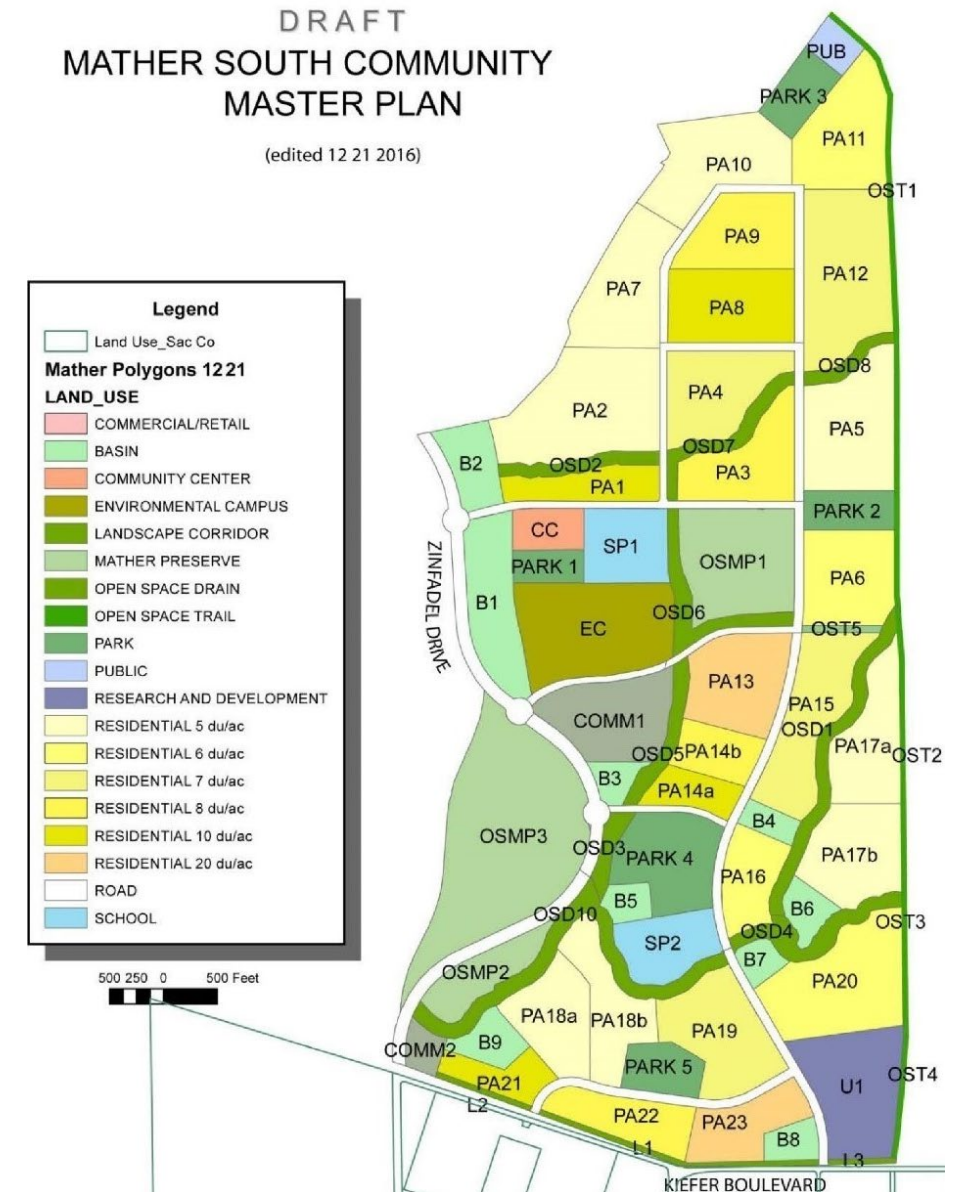 DRAFT
MATHER SOUTH COMMUNITY
MASTER PLAN
(edited 12 21 2016)
Legend
Land Use_Sac Co
Mather Polygons 12 21
LAND_USE
COMMERCIAL/RETAIL
BASIN
COMMUNITY CENTER
ENVIRONMENTAL CAMPUS
LANDSCAPE CORRIDOR
MATHER PRESERVE
OPEN SPACE DRAIN
OPEN SPACE TRAIL
PARK
PUBLIC
RESEARCH AND DEVELOPMENT
RESIDENTIAL 5 du/ac
RESIDENTIAL 6 du/ac
RESIDENTIAL 7 du/ac
RESIDENTIAL 8 du/ac
RESIDENTIAL 10 du/ac
RESIDENTIAL 20 du/ac
ROAD
SCHOOL
500 250 0 500 Feet
PUB
PARK 3
PA11
PA10
OST1
PA9
PA12
PA7
PA8
OSD8
PA4
PA2
PA5
OSD7
B2
OSD2
PA3
PA1
PARK 2
CC
SP1
OSMP1
PARK 1
PA6
ZINFADEL DRIVE
B1
OSD6
EC
OST5
PA13
PA15
COMM1
OSD1
PA17a
OSD5
PA14b
OST2
B3
PA14a
B4
OSMP3
OSD3
PARK 4
PA17b
PA16
B5
B6
OSD10
OST3
OSD4
SP2
B7
OSMP2
PA20
PA18a
PA18b
PA19
B9
COMM2
PARK 5
OST4
PA21
U1
L2
PA22
PA23
B8
L1
L3
KIEFER BOULEVARD